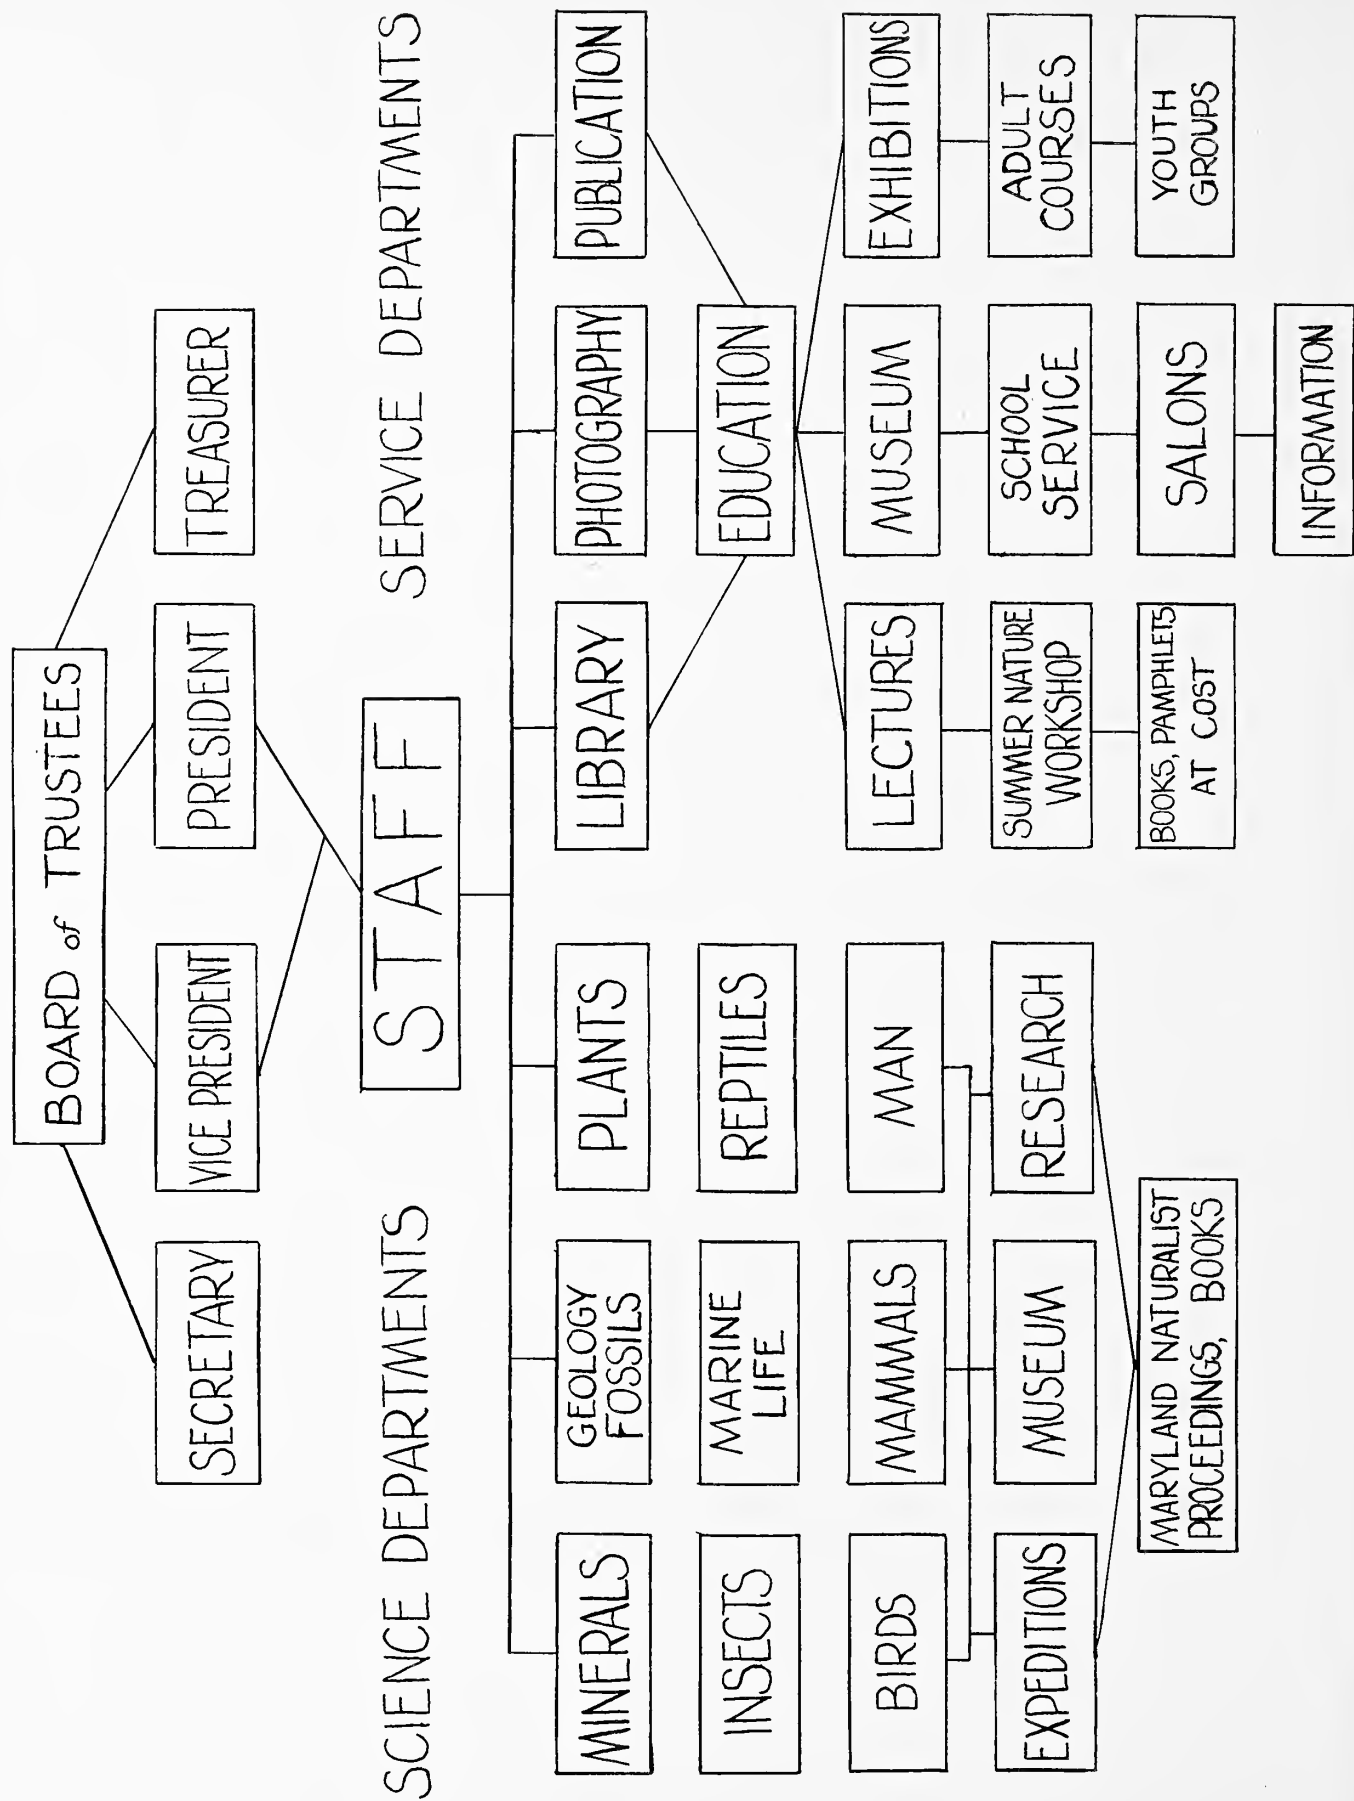 BOARD of TRUSTEES
SECRETARY
VICE PRESIDENT
PRESIDENT
TREASURER
STAFF
SCIENCE DEPARTMENTS
SERVICE DEPARTMENTS
MINERALS
GEOLOGY
FOSSILS
PLANTS
LIBRARY
PHOTOGRAPHY
PUBLICATION
INSECTS
MARINE
LIFE
REPTILES
EDUCATION
BIRDS
MAMMALS
MAN
LECTURES
MUSEUM
EXHIBITIONS
EXPEDITIONS
MUSEUM
RESEARCH
SUMMER NATURE
WORKSHOP
SCHOOL
SERVICE
ADULT
COURSES
MARYLAND NATURALIST
PROCEEDINGS, BOOKS
BOOKS, PAMPHLETS
AT COST
SALONS
YOUTH
GROUPS
INFORMATION